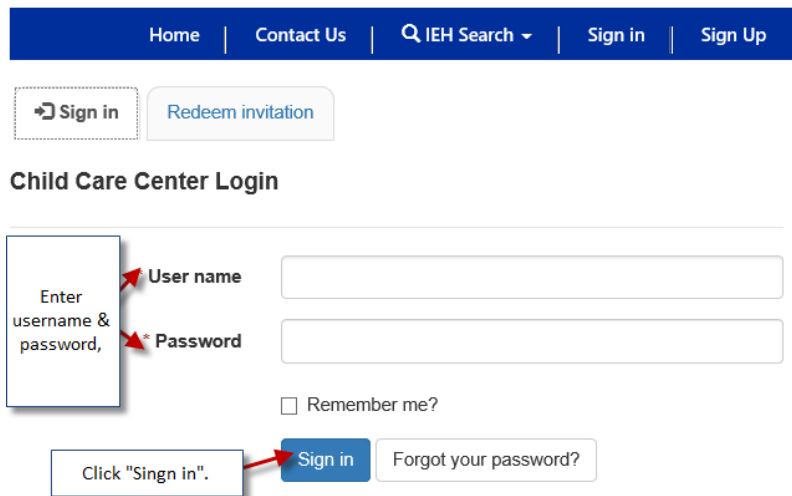 Home | Contact Us | IEH Search | Sign in | Sign Up
Sign in Redeem invitation
Child Care Center Login
Enter
username &
password,
* User name
* Password
Remember me?
Click "Singn in".
Sign in Forgot your password?